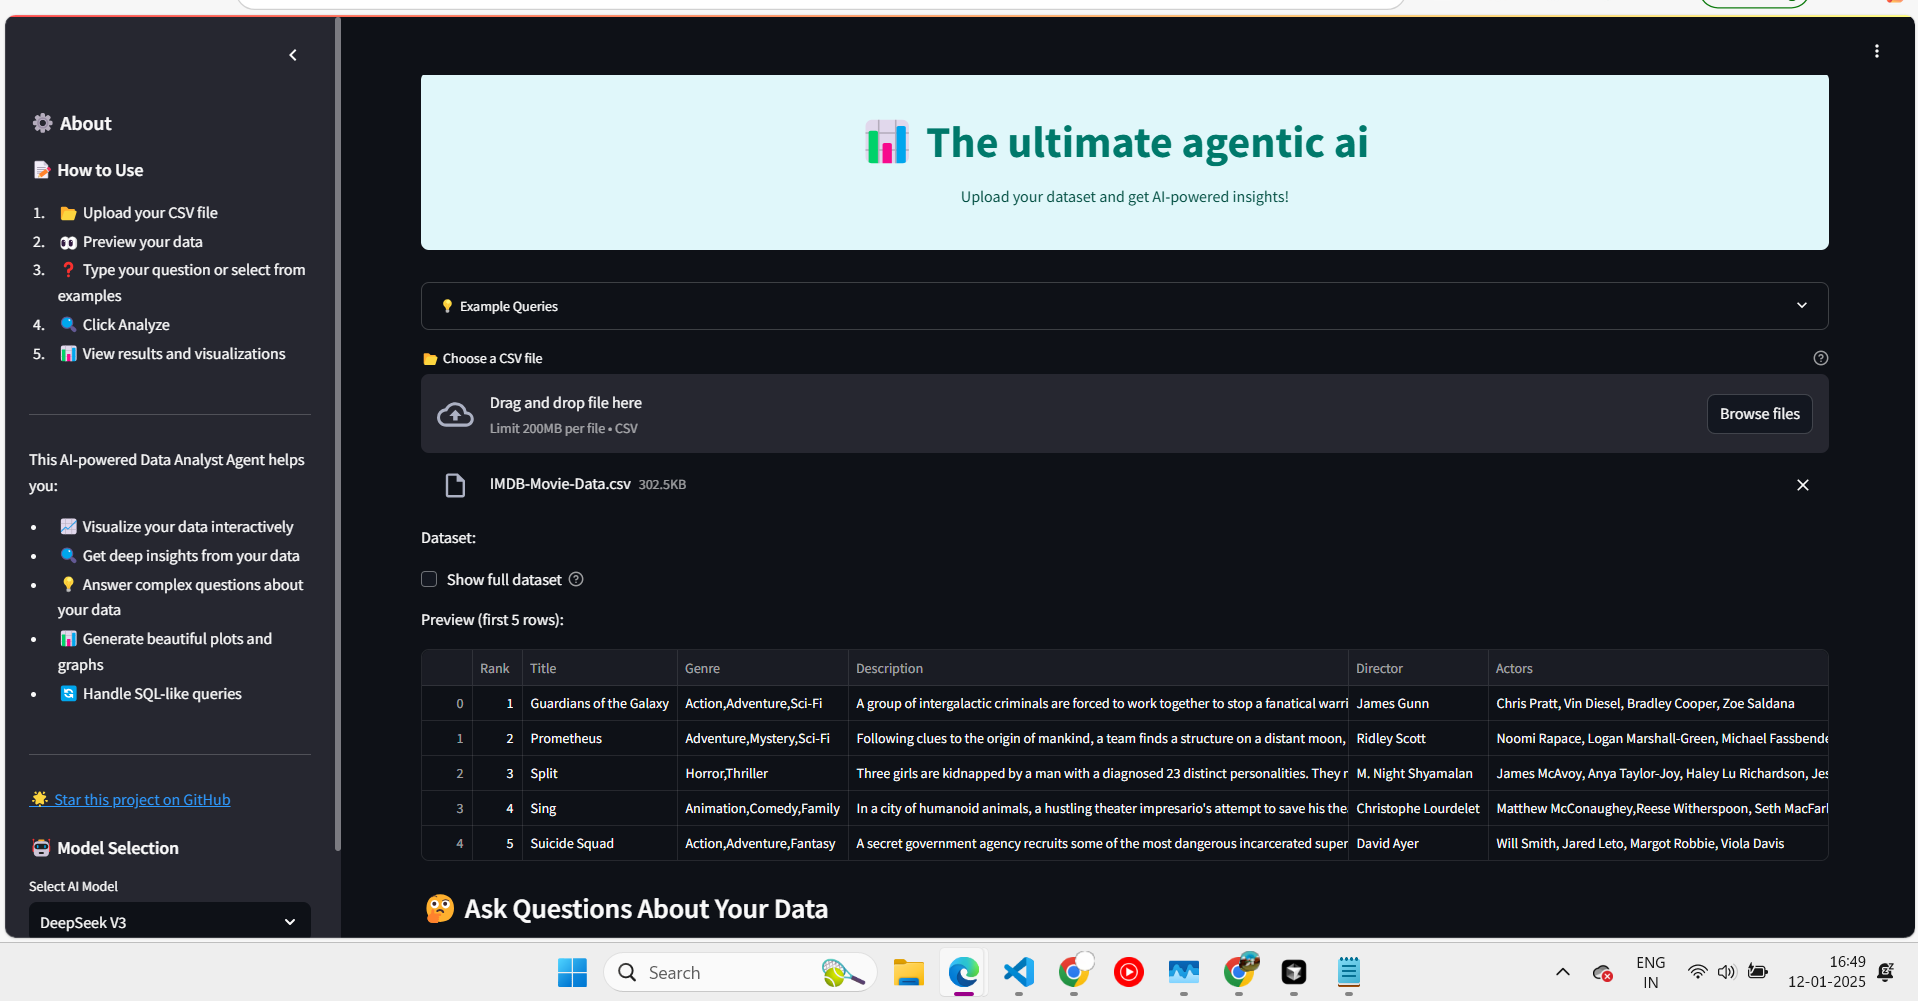 About
How to Use
1. Upload your CSV file
2. Preview your data
3. Type your question or select from
examples
4. Click Analyze
5. View results and visualizations
This AI-powered Data Analyst Agent helps
you:
• Visualize your data interactively
• Get deep insights from your data
• Answer complex questions about
your data
• Generate beautiful plots and
graphs
• Handle SQL-like queries
Star this project on GitHub
Model Selection
Select AI Model
DeepSeek V3
The ultimate agentic ai
Upload your dataset and get AI-powered insights!
Example Queries
Choose a CSV file
Drag and drop file here
Limit 200MB per file • CSV
Browse files
IMDB-Movie-Data.csv 302.5KB
Dataset:
Show full dataset
Preview (first 5 rows):
Rank Title Genre Description Director Actors
0 1 Guardians of the Galaxy Action,Adventure,Sci-Fi A group of intergalactic criminals are forced to work together to stop a fanatical warri James Gunn Chris Pratt, Vin Diesel, Bradley Cooper, Zoe Saldana
1 2 Prometheus Adventure,Mystery,Sci-Fi Following clues to the origin of mankind, a team finds a structure on a distant moon, Ridley Scott Noomi Rapace, Logan Marshall-Green, Michael Fassbende
2 3 Split Horror,Thriller Three girls are kidnapped by a man with a diagnosed 23 distinct personalities. They M. Night Shyamalan James McAvoy, Anya Taylor-Joy, Haley Lu Richardson, Jes
3 4 Sing Animation,Comedy,Family In a city of humanoid animals, a hustling theater impresario's attempt to save his the Christophe Lourdelet Matthew McConaughey,Reese Witherspoon, Seth MacFarl
4 5 Suicide Squad Action,Adventure,Fantasy A secret government agency recruits some of the most dangerous incarcerated super David Ayer Will Smith, Jared Leto, Margot Robbie, Viola Davis
Ask Questions About Your Data
Search
ENG
IN
16:49
12-01-2025